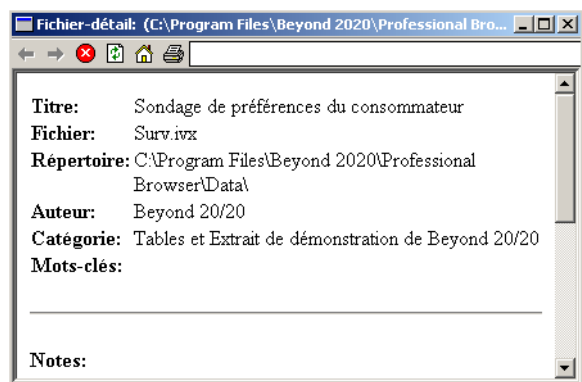 Fichier-détail: (C:\Program Files\Beyond 2020\Professional Bro...
Titre: Sondage de préférences du consommateur
Fichier: Surv.ivx
Répertoire: C:\Program Files\Beyond 2020\Professional
Browser\Data\
Auteur: Beyond 20/20
Catégorie: Tables et Extrait de démonstration de Beyond 20/20
Mots-clés:
Notes: